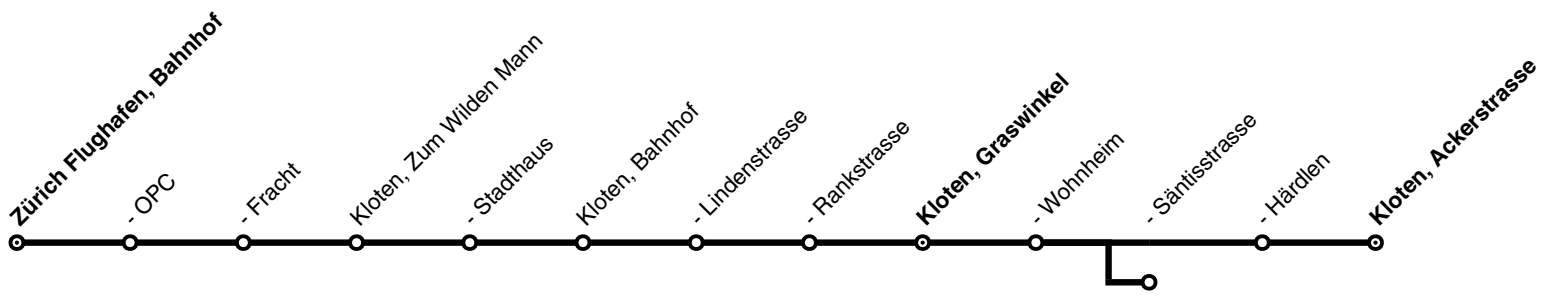 Zürich Flughafen, Bahnhof
- OPC
- Fracht
Kloten, Zum Wilden Mann
- Stadthaus
Kloten, Bahnhof
- Lindenstrasse
- Rankstrasse
Kloten, Graswinkel
- Wohnheim
- Säntisstrasse
- Härdlen
Kloten, Ackerstrasse